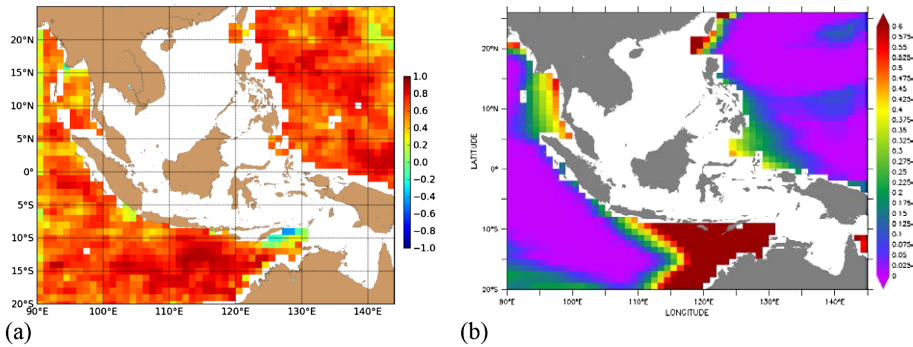 20°N
15°N
10°N
5°N
0°
5°S
10°S
15°S
20°S
90°E 100°E 110°E 120°E 130°E 140°E
1.0
0.8
0.6
0.4
0.2
0.0
−0.2
−0.4
−0.6
−0.8
−1.0
(a)
LATITUDE
20°N
10°N
0°
10°S
20°S
90°E 100°E 110°E 120°E 130°E 140°E
LONGITUDE
0.6
0.575
0.55
0.525
0.5
0.475
0.45
0.425
0.4
0.375
0.35
0.325
0.3
0.275
0.25
0.225
0.2
0.175
0.15
0.125
0.1
0.075
0.05
0.025
0
(b)